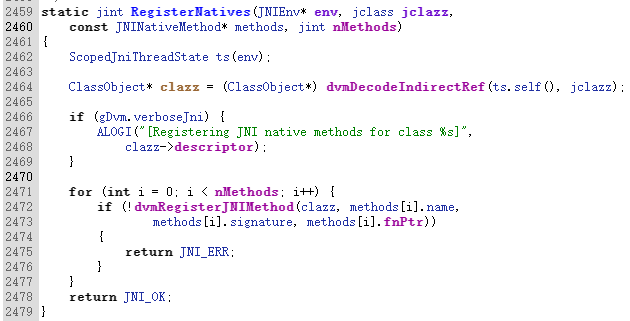 2459 static jint RegisterNatives(JNIEnv* env, jclass jclazz,
2460     const JNINativeMethod* methods, jint nMethods)
2461 {
2462     ScopedJniThreadState ts(env);
2463
2464     ClassObject* clazz = (ClassObject*) dvmDecodeIndirectRef(ts.self(), jclazz);
2465
2466     if (gDvm.verboseJni) {
2467         ALOGI("[Registering JNI native methods for class %s]",
2468             clazz->descriptor);
2469     }
2470
2471     for (int i = 0; i < nMethods; i++) {
2472         if (!dvmRegisterJNIMethod(clazz, methods[i].name,
2473                 methods[i].signature, methods[i].fnPtr))
2474         {
2475             return JNI_ERR;
2476         }
2477     }
2478     return JNI_OK;
2479 }